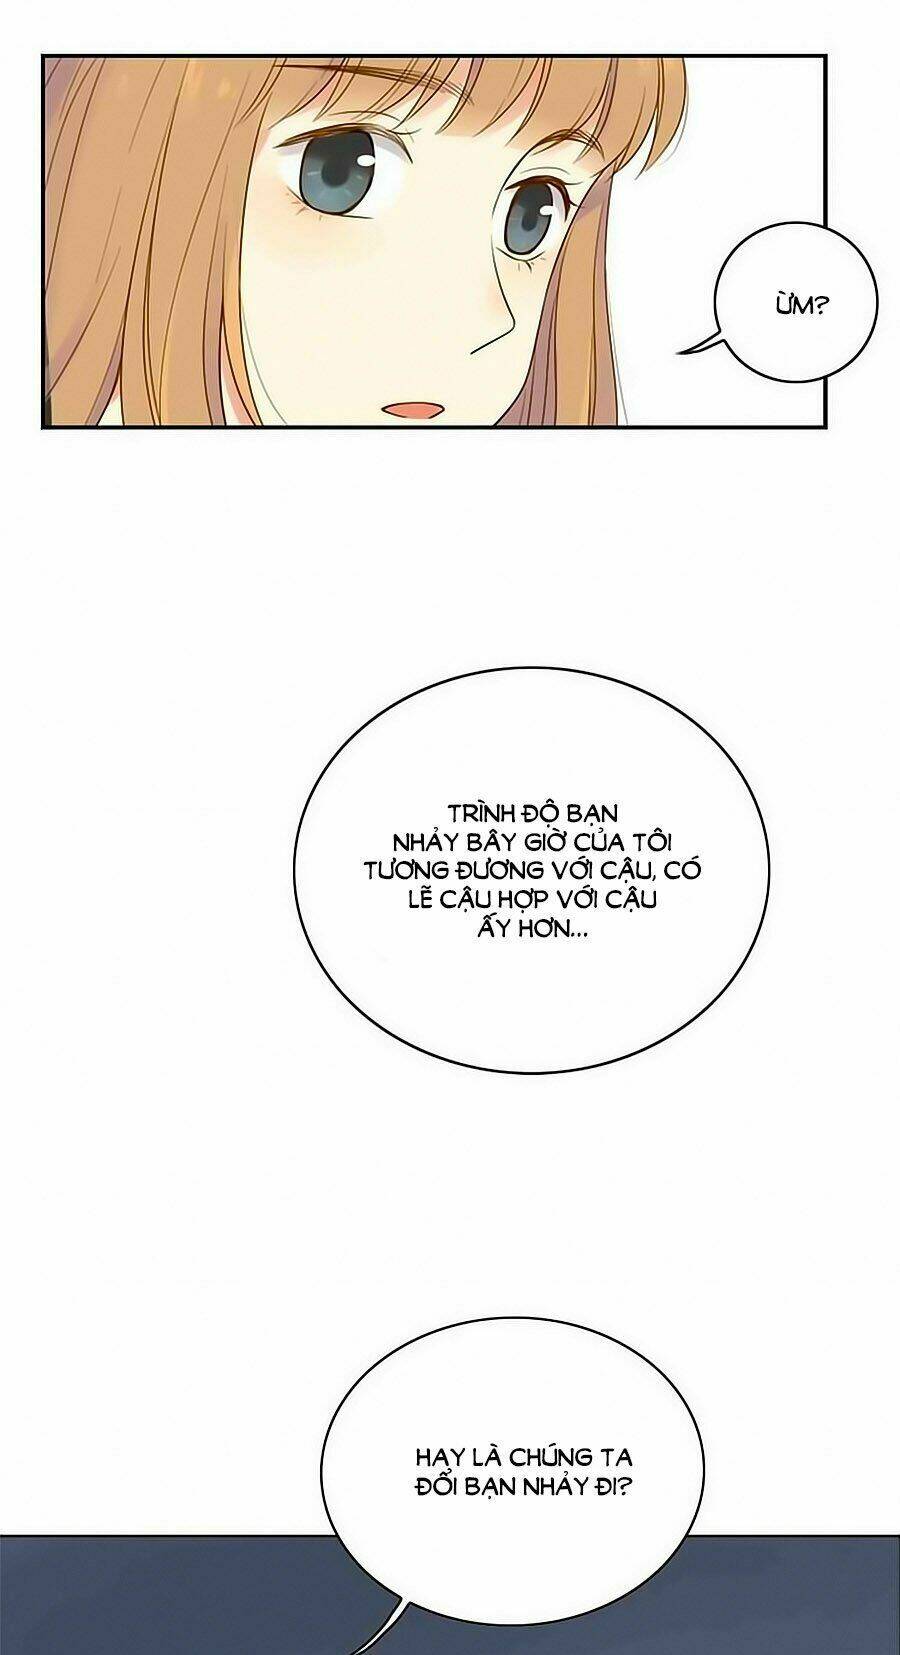 ỪM?
TRÌNH ĐỘ BẠN
NHẢY BÂY GIỜ CỦA TÔI
TƯƠNG ĐƯƠNG VỚI CẬU, CÓ
LẼ CẬU HỢP VỚI CẬU
ẤY HƠN...
HAY LÀ CHÚNG TA
ĐỔI BẠN NHẢY ĐI?